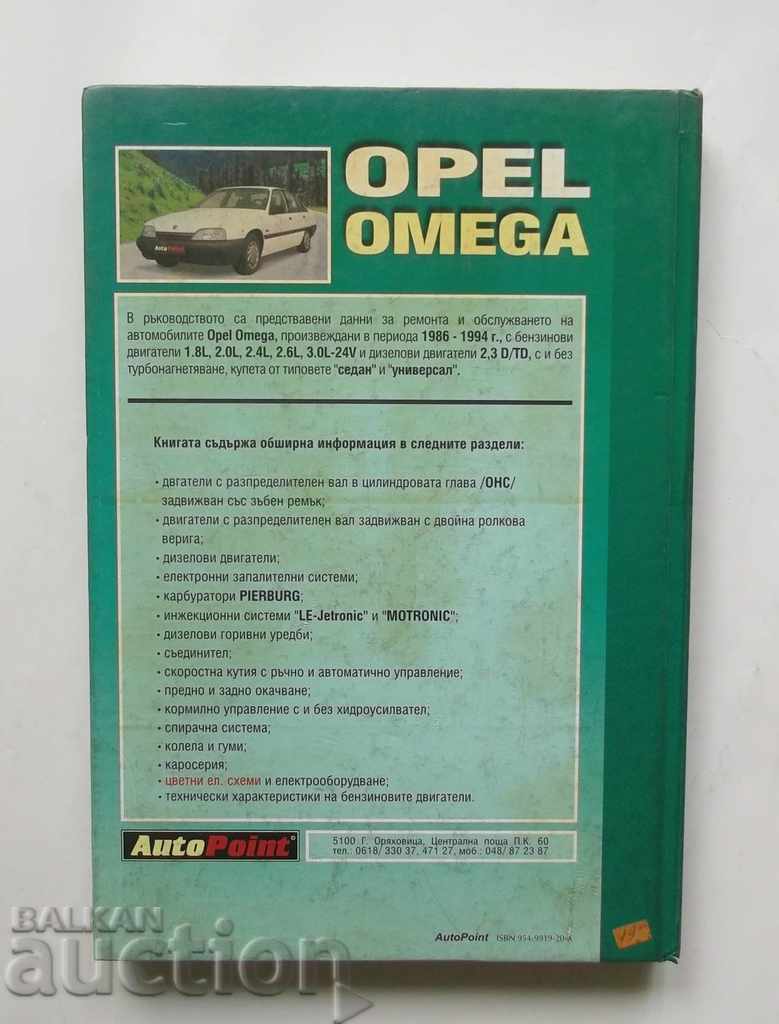 OPEL
OMEGA
AutoPoint
В ръководството са представени данни за ремонта и обслужването на
автомобилите Opel Omega, произвеждани в периода 1986 - 1994 г., с бензинови
двигатели 1.8L, 2.0L, 2.4L, 2.6L, 3.0L-24V и дизелови двигатели 2,3 D/TD, с и без
турбонагнетяване, купета от типовете "седан" и "универсал".
Книгата съдържа обширна информация в следните раздели:
· двгатели с разпределителен вал в цилиндровата глава /ОНС/
задвижван със зъбен ремък;
· двигатели с разпределителен вал задвижван с двойна ролкова
верига;
· дизелови двигатели;
· електронни запалителни системи;
· карбуратори PIERBURG;
· инжекционни системи "LE-Jetronic" и "MOTRONIC";
· дизелови горивни уредби;
· съединител;
· скоростна кутия с ръчно и автоматично управление;
· предно и задно окачване;
· кормилно управление с и без хидроусилвател;
· спирачна система;
· колела и гуми;
· каросерия;
· цветни ел. схеми и електрооборудване;
· технически характеристики на бензиновите двигатели.
AutoPoint©
5100 Г. Оряховица, Централна поща П.К. 60
тел.: 0618/ 330 37, 471 27, моб.: 048/ 87 23 87
AutoPoint ISBN 954-9919-20-
BALKAN
auction